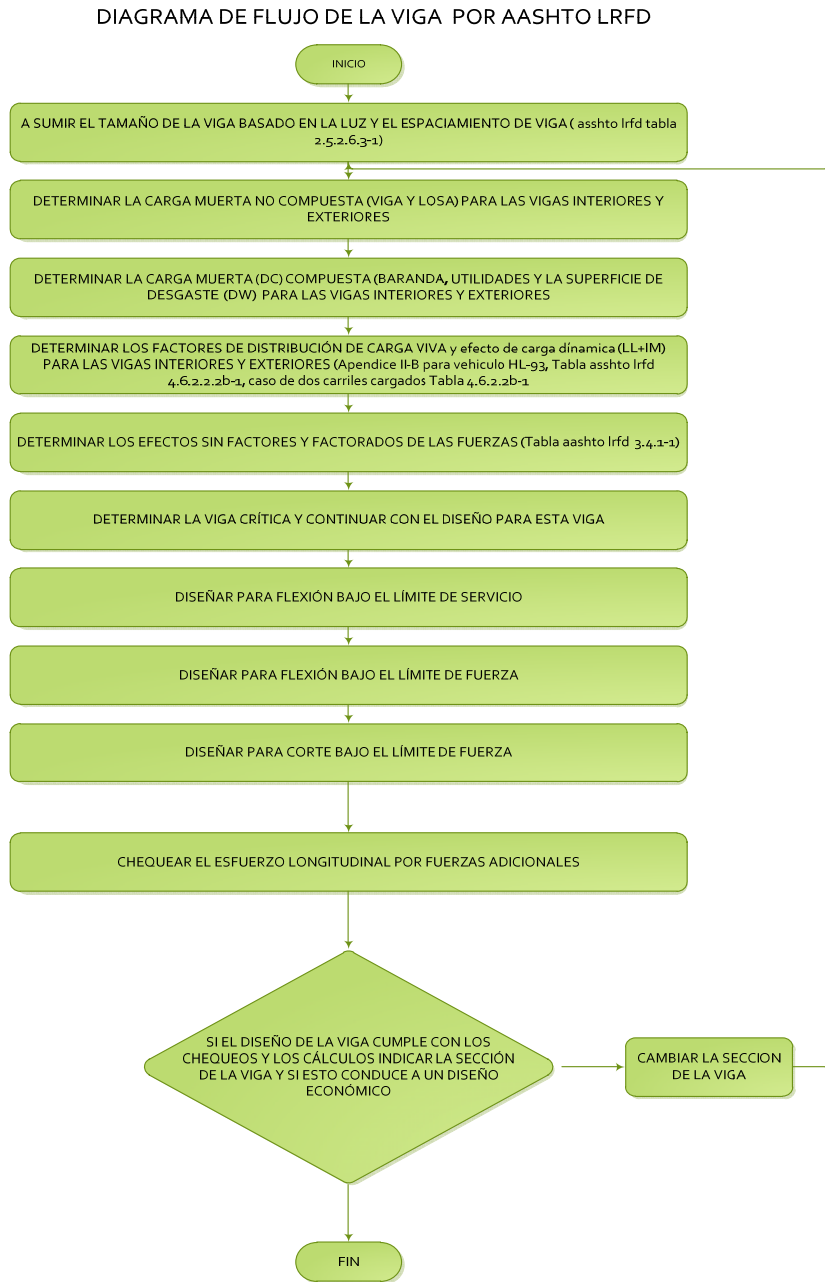 DIAGRAMA DE FLUJO DE LA VIGA POR AASHTO LRFD
INICIO
A SUMIR EL TAMAÑO DE LA VIGA BASADO EN LA LUZ Y EL ESPACIAMIENTO DE VIGA ( asshto lrfd tabla
2.5.2.6.3-1)
DETERMINAR LA CARGA MUERTA NO COMPUESTA (VIGA Y LOSA) PARA LAS VIGAS INTERIORES Y
EXTERIORES
DETERMINAR LA CARGA MUERTA (DC) COMPUESTA (BARANDA, UTILIDADES Y LA SUPERFICIE DE
DESGASTE (DW) PARA LAS VIGAS INTERIORES Y EXTERIORES
DETERMINAR LOS FACTORES DE DISTRIBUCIÓN DE CARGA VIVA y efecto de carga dínamica (LL+IM)
PARA LAS VIGAS INTERIORES Y EXTERIORES (Apendice II-B para vehiculo HL-93, Tabla asshto lrfd
4.6.2.2.2b-1, caso de dos carriles cargados Tabla 4.6.2.2b-1
DETERMINAR LOS EFECTOS SIN FACTORES Y FACTORADOS DE LAS FUERZAS (Tabla aashto lrfd 3.4.1-1)
DETERMINAR LA VIGA CRÍTICA Y CONTINUAR CON EL DISEÑO PARA ESTA VIGA
DISEÑAR PARA FLEXIÓN BAJO EL LÍMITE DE SERVICIO
DISEÑAR PARA FLEXIÓN BAJO EL LÍMITE DE FUERZA
DISEÑAR PARA CORTE BAJO EL LÍMITE DE FUERZA
CHEQUEAR EL ESFUERZO LONGITUDINAL POR FUERZAS ADICIONALES
SI EL DISEÑO DE LA VIGA CUMPLE CON LOS
CHEQUEOS Y LOS CÁLCULOS INDICAR LA SECCIÓN
DE LA VIGA Y SI ESTO CONDUCE A UN DISEÑO
ECONÓMICO
CAMBIAR LA SECCION
DE LA VIGA
FIN